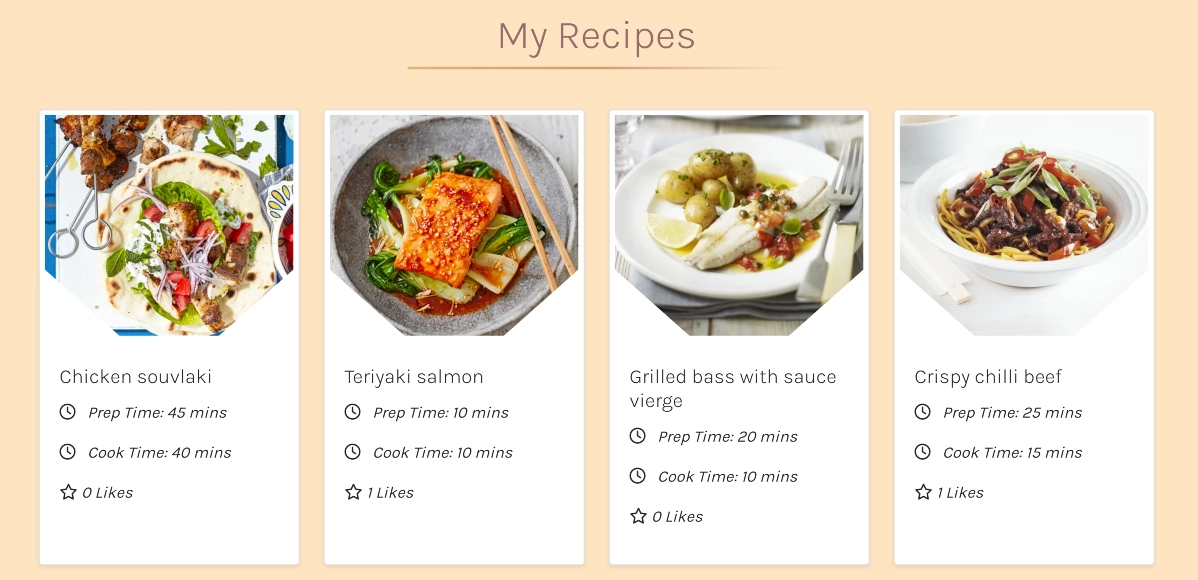 My Recipes
Chicken souvlaki
Prep Time: 45 mins
Cook Time: 40 mins
0 Likes
Teriyaki salmon
Prep Time: 10 mins
Cook Time: 10 mins
1 Likes
Grilled bass with sauce
vierge
Prep Time: 20 mins
Cook Time: 10 mins
0 Likes
Crispy chilli beef
Prep Time: 25 mins
Cook Time: 15 mins
1 Likes